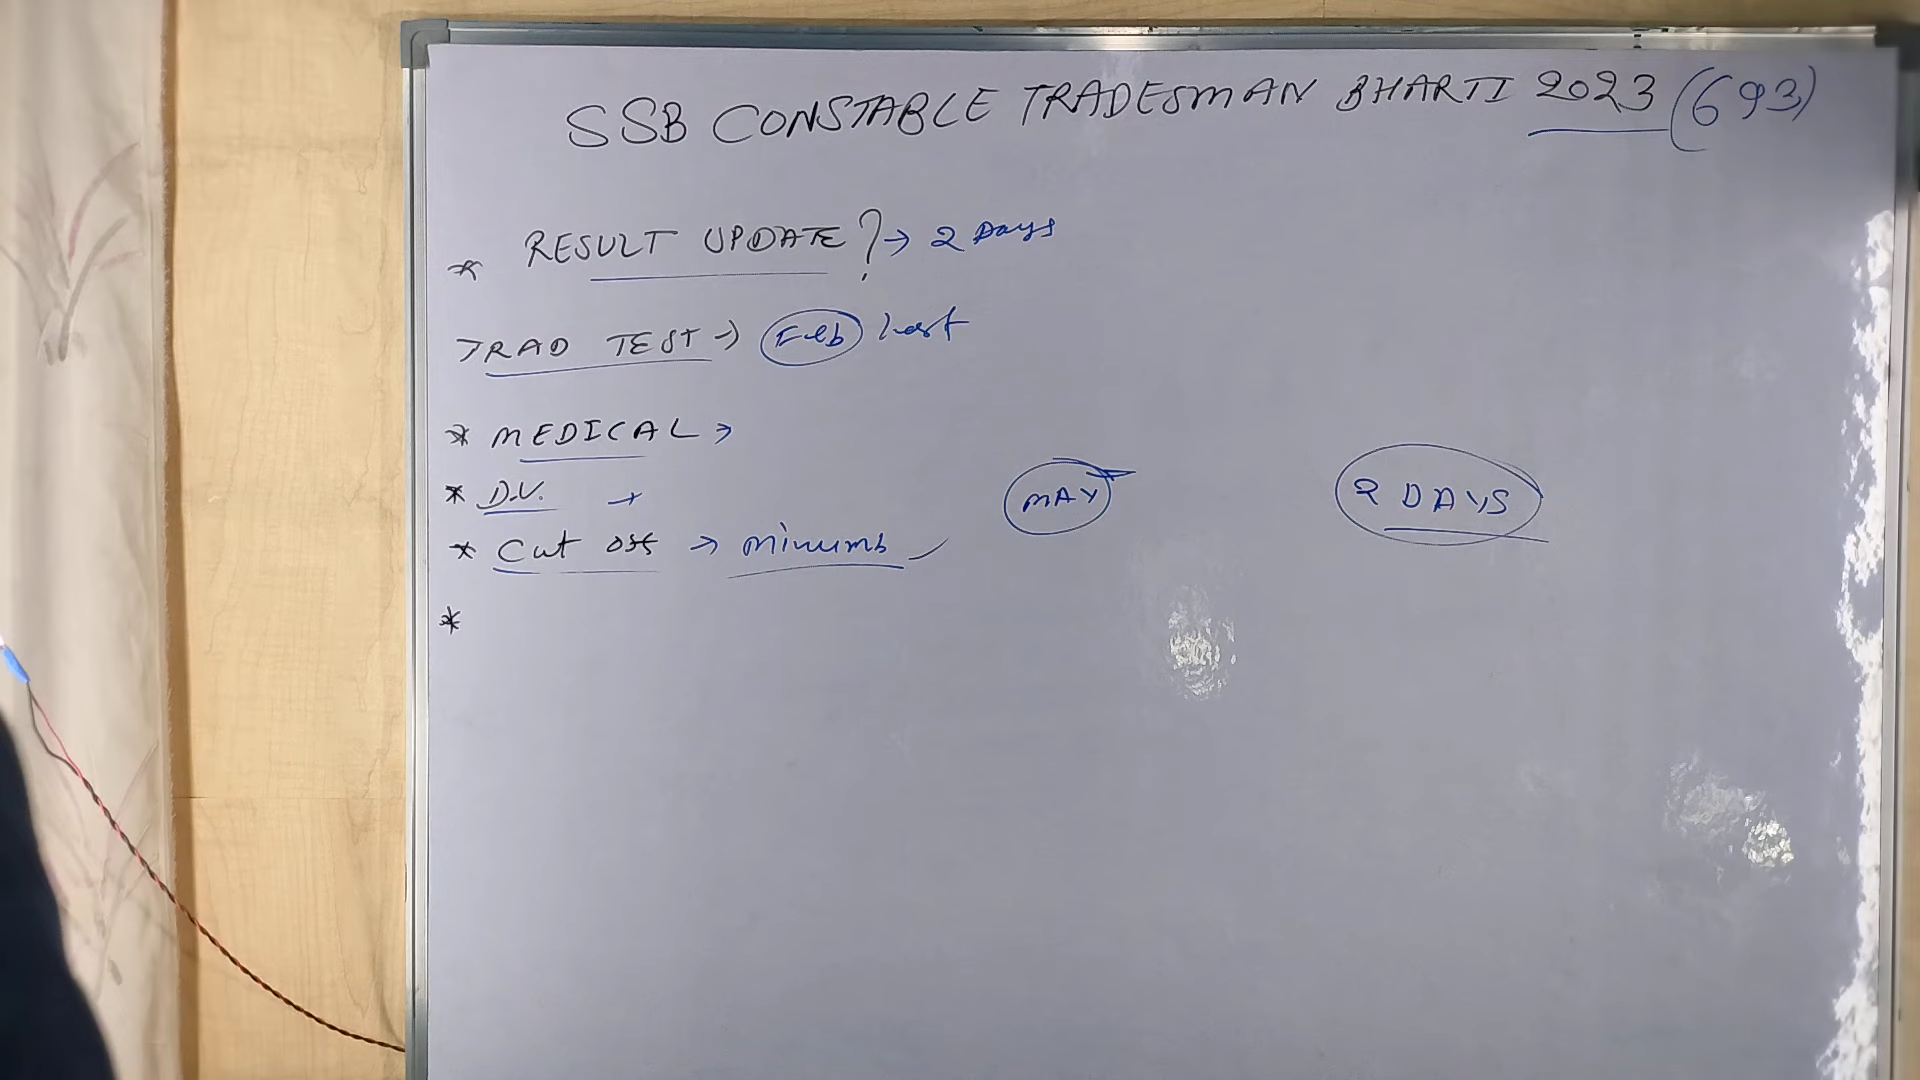 SSB CONSTABLE TRADESMAN BHARTI 2023 (693)
* RESULT UPDATE? → 2 Days
TRAD TEST → Feb last
* MEDICAL →
* D.V. →
MAY
2 DAYS
* Cut off →
*